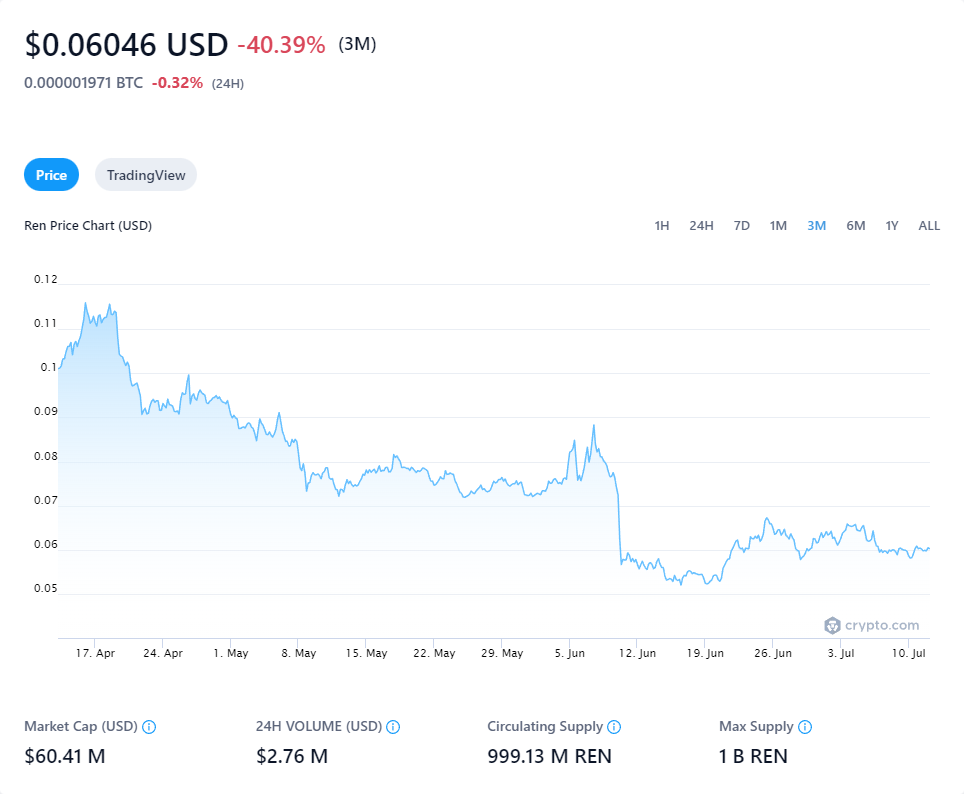 $0.06046 USD -40.39% (3M)
0.000001971 BTC -0.32% (24H)
Price TradingView
Ren Price Chart (USD) 1H 24H 7D 1M 3M 6M 1Y ALL
0.12
0.11
0.1
0.09
0.08
0.07
0.06
0.05
crypto.com
17. Apr 24. Apr 1. May 8. May 15. May 22. May 29. May 5. Jun 12. Jun 19. Jun 26. Jun 3. Jul 10. Jul
Market Cap (USD) 24H VOLUME (USD) Circulating Supply Max Supply
$60.41 M $2.76 M 999.13 M REN 1 B REN